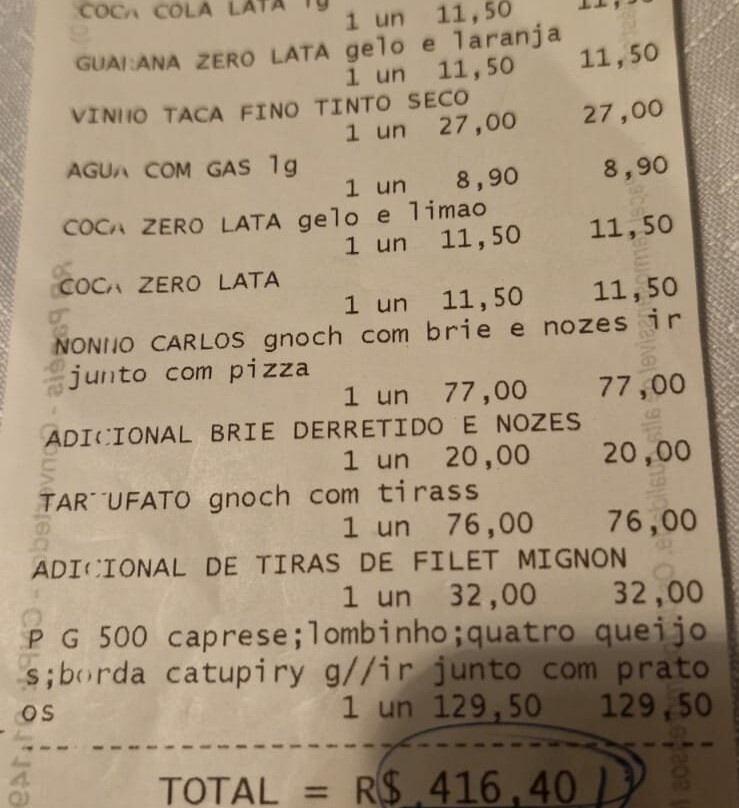 COCA COLA LATA 1g
1 un 11,50 11,50
GUARANA ZERO LATA gelo e laranja
1 un 11,50 11,50
VINHO TACA FINO TINTO SECO
1 un 27,00 27,00
AGUA COM GAS 1g
1 un 8,90 8,90
COCA ZERO LATA gelo e limao
1 un 11,50 11,50
COCA ZERO LATA
1 un 11,50 11,50
NONNO CARLOS gnoch com brie e nozes ir
junto com pizza
1 un 77,00 77,00
ADICIONAL BRIE DERRETIDO E NOZES
1 un 20,00 20,00
TARTUFATO gnoch com tirass
1 un 76,00 76,00
ADICIONAL DE TIRAS DE FILET MIGNON
1 un 32,00 32,00
P G 500 caprese;lombinho;quatro queijo
s;borda catupiry g//ir junto com prato
os 1 un 129,50 129,50
TOTAL = R$ 416,40